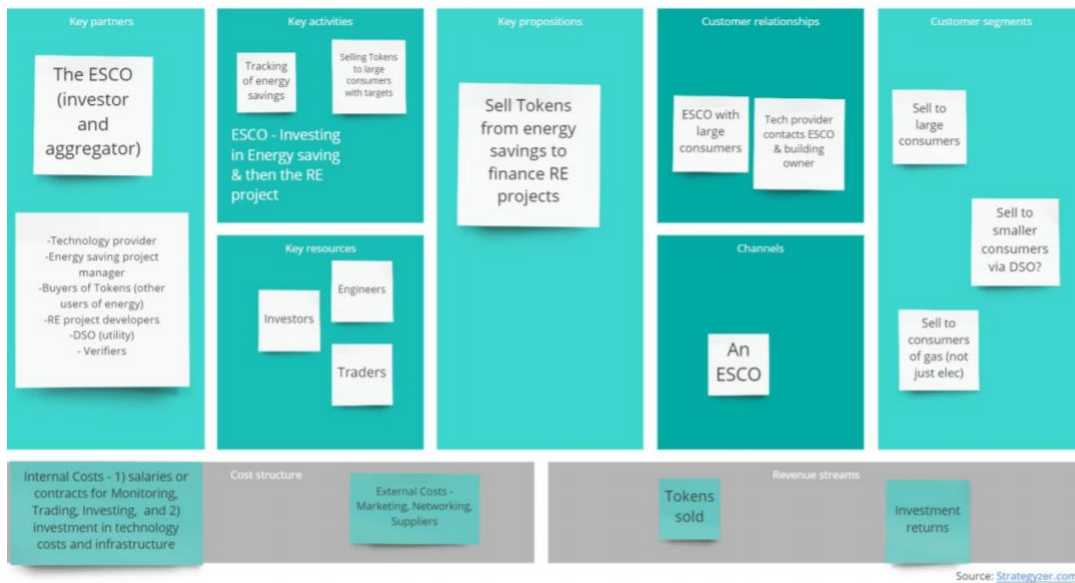 Key partners
The ESCO
(investor
and
aggregator)
-Technology provider
-Energy saving project
manager
-Buyers of Tokens (other
users of energy)
-RE project developers
-DSO (utility)
- Verifiers
Key activities
Tracking
of energy
savings
Selling Tokens
to large
consumers
with targets
ESCO - Investing
in Energy saving
& then the RE
project
Key resources
Engineers
Investors
Traders
Key propositions
Sell Tokens
from energy
savings to
finance RE
projects
Customer relationships
ESCO with
large
consumers
Tech provider
contacts ESCO
& building
owner
Channels
An
ESCO
Customer segments
Sell to
large
consumers
Sell to
smaller
consumers
via DSO?
Sell to
consumers
of gas (not
just elec)
Cost structure
Internal Costs - 1) salaries or
contracts for Monitoring,
Trading, Investing, and 2)
investment in technology
costs and infrastructure
External Costs -
Marketing, Networking,
Suppliers
Revenue streams
Tokens
sold
Investment
returns
Source: Strategyzer.com